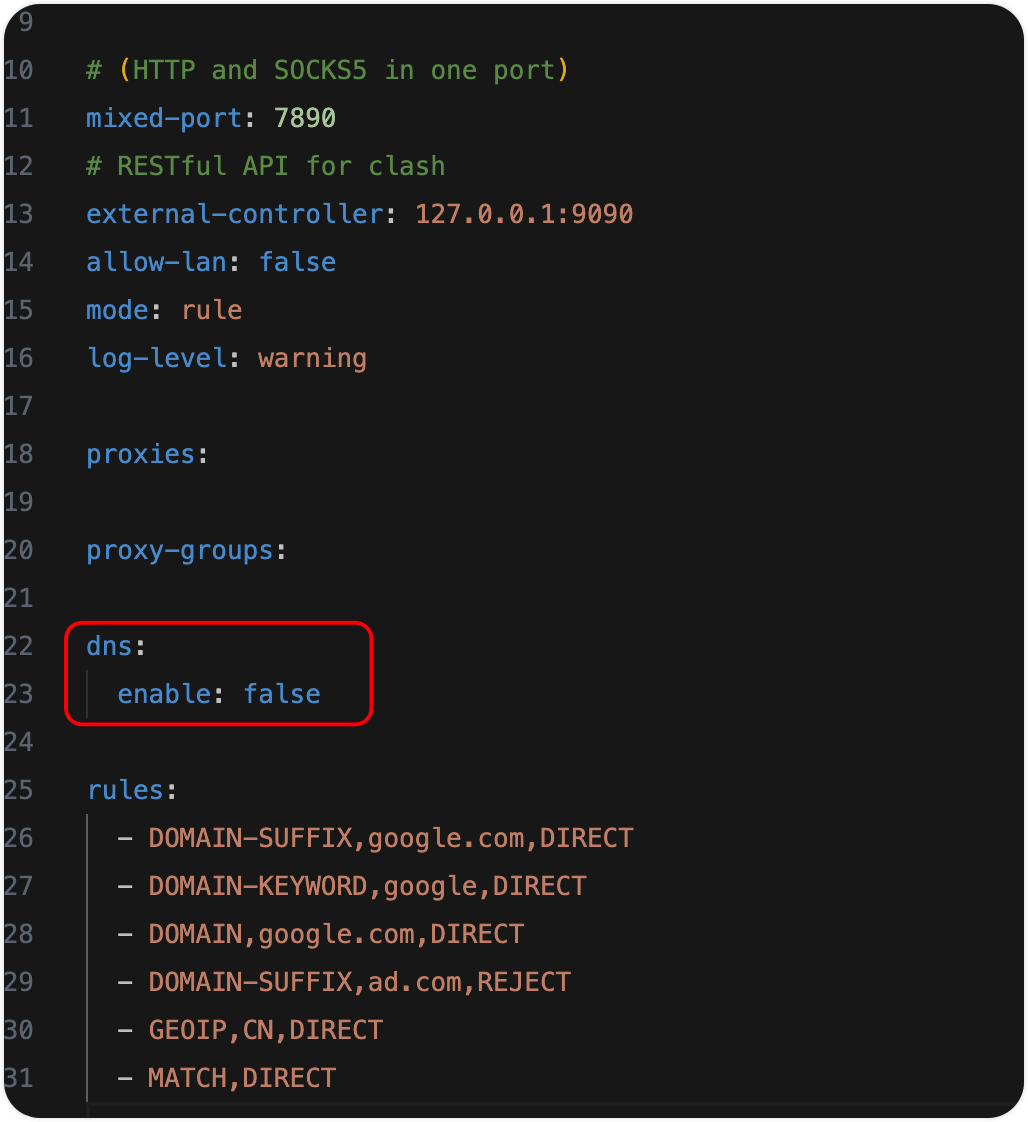 9
10 # (HTTP and SOCKS5 in one port)
11 mixed-port: 7890
12 # RESTful API for clash
13 external-controller: 127.0.0.1:9090
14 allow-lan: false
15 mode: rule
16 log-level: warning
17
18 proxies:
19
20 proxy-groups:
21
22 dns:
23   enable: false
24
25 rules:
26   - DOMAIN-SUFFIX,google.com,DIRECT
27   - DOMAIN-KEYWORD,google,DIRECT
28   - DOMAIN,google.com,DIRECT
29   - DOMAIN-SUFFIX,ad.com,REJECT
30   - GEOIP,CN,DIRECT
31   - MATCH,DIRECT